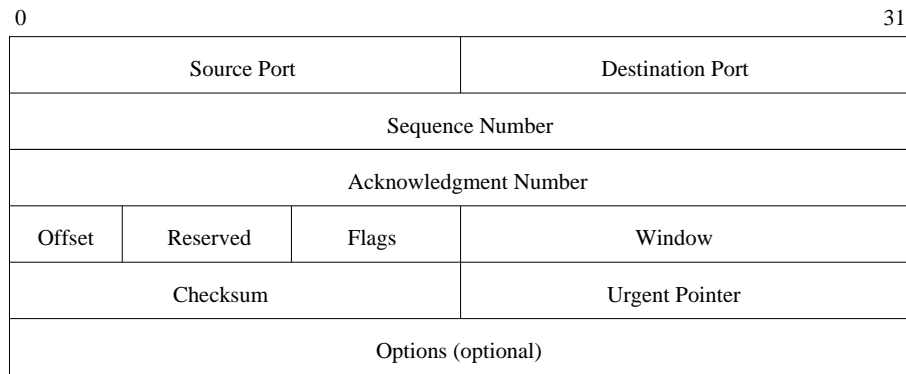 0 31
Source Port Destination Port
Sequence Number
Acknowledgment Number
Offset Reserved Flags Window
Checksum Urgent Pointer
Options (optional)